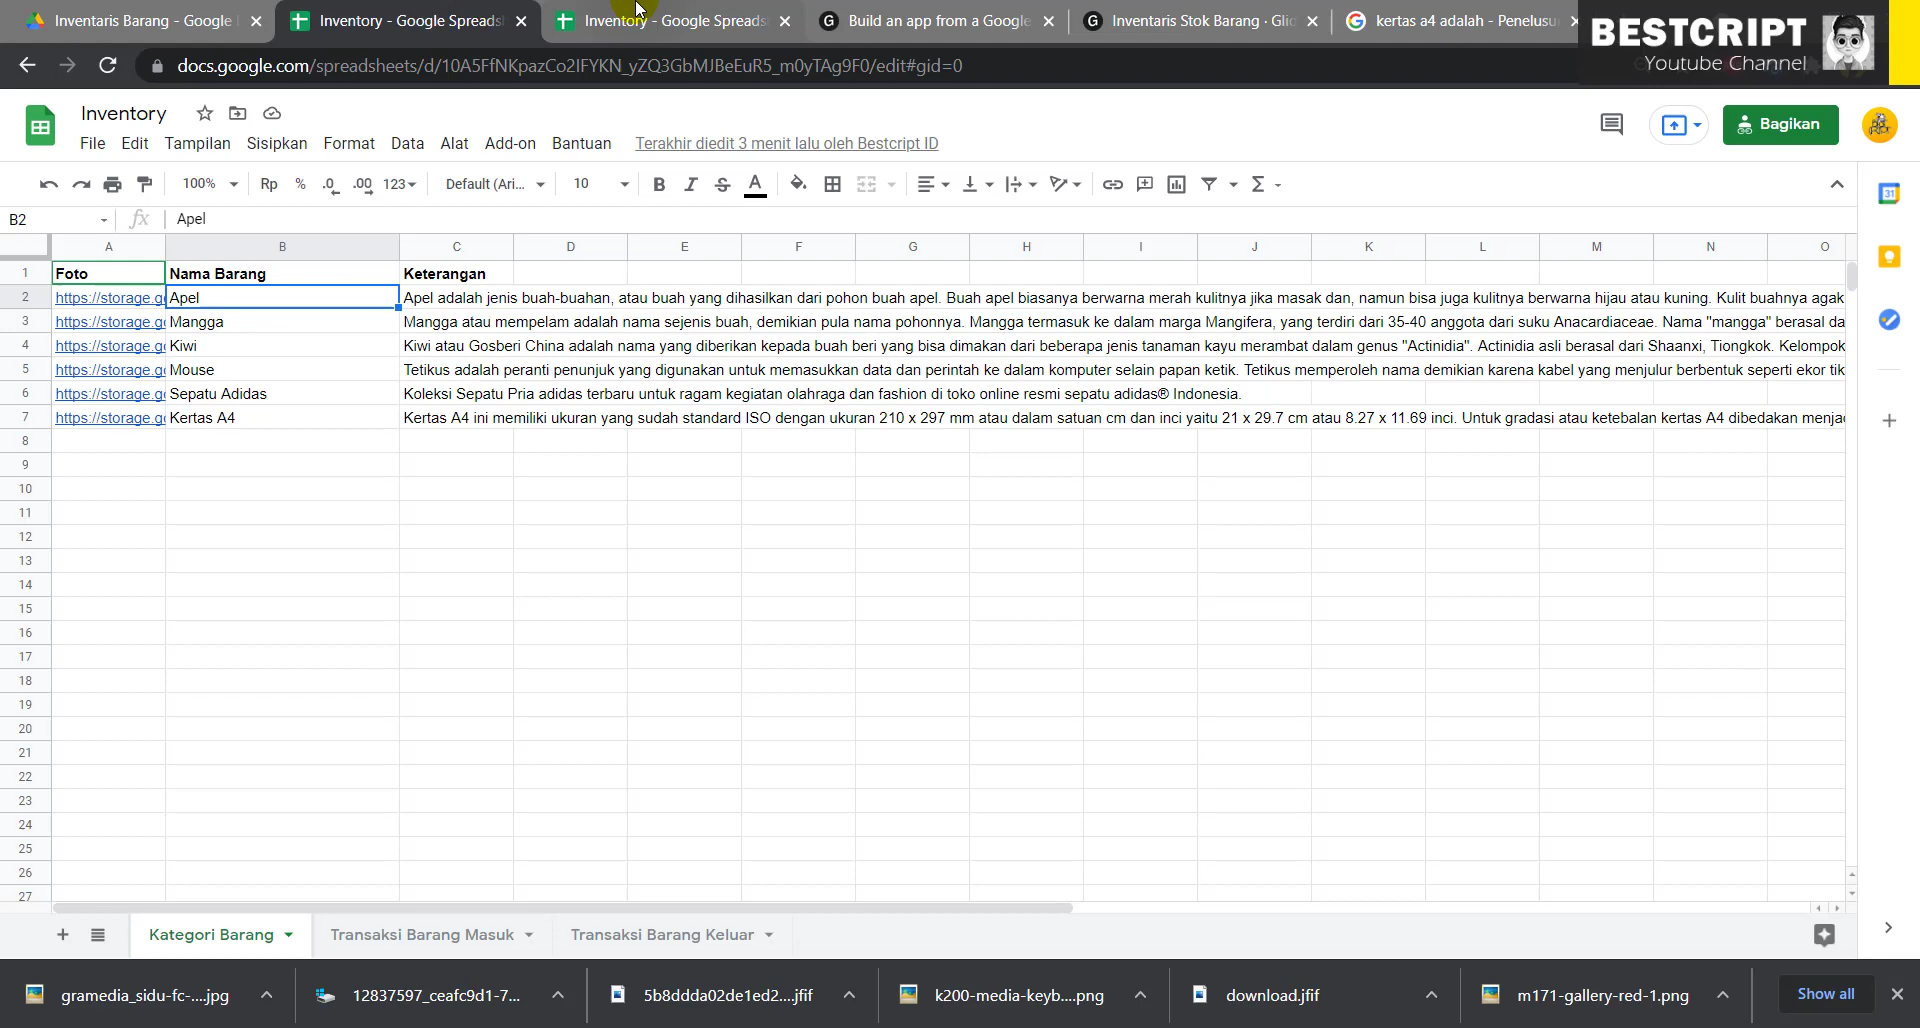 Inventaris Barang - Google
Inventory - Google Spreads
Inventory - Google Spreads
Build an app from a Google
Inventaris Stok Barang · Glid
kertas a4 adalah - Penelusu
BESTCRIPT
Youtube Channel
docs.google.com/spreadsheets/d/10A5FfNKpazCo2IFYKN_yZQ3GbMJBeEuR5_m0yTAg9F0/edit#gid=0
Inventory
File Edit Tampilan Sisipkan Format Data Alat Add-on Bantuan Terakhir diedit 3 menit lalu oleh Bestcript ID
Bagikan
100% Rp % .0 .00 123 Default (Ari... 10 B I S A
31
B2 fx Apel
A B C D E F G H I J K L M N O
1 Foto Nama Barang Keterangan
2 https://storage.g Apel Apel adalah jenis buah-buahan, atau buah yang dihasilkan dari pohon buah apel. Buah apel biasanya berwarna merah kulitnya jika masak dan, namun bisa juga kulitnya berwarna hijau atau kuning. Kulit buahnya agak
3 https://storage.g Mangga Mangga atau mempelam adalah nama sejenis buah, demikian pula nama pohonnya. Mangga termasuk ke dalam marga Mangifera, yang terdiri dari 35-40 anggota dari suku Anacardiaceae. Nama "mangga" berasal da
4 https://storage.g Kiwi Kiwi atau Gosberi China adalah nama yang diberikan kepada buah beri yang bisa dimakan dari beberapa jenis tanaman kayu merambat dalam genus "Actinidia". Actinidia asli berasal dari Shaanxi, Tiongkok. Kelompok
5 https://storage.g Mouse Tetikus adalah peranti penunjuk yang digunakan untuk memasukkan data dan perintah ke dalam komputer selain papan ketik. Tetikus memperoleh nama demikian karena kabel yang menjulur berbentuk seperti ekor tik
6 https://storage.g Sepatu Adidas Koleksi Sepatu Pria adidas terbaru untuk ragam kegiatan olahraga dan fashion di toko online resmi sepatu adidas® Indonesia.
7 https://storage.g Kertas A4 Kertas A4 ini memiliki ukuran yang sudah standard ISO dengan ukuran 210 x 297 mm atau dalam satuan cm dan inci yaitu 21 x 29.7 cm atau 8.27 x 11.69 inci. Untuk gradasi atau ketebalan kertas A4 dibedakan menja
8
9
10
11
12
13
14
15
16
17
18
19
20
21
22
23
24
25
26
27
Kategori Barang Transaksi Barang Masuk Transaksi Barang Keluar
gramedia_sidu-fc-....jpg
12837597_ceafc9d1-7...
5b8ddda02de1ed2....jfif
k200-media-keyb....png
download.jfif
m171-gallery-red-1.png
Show all